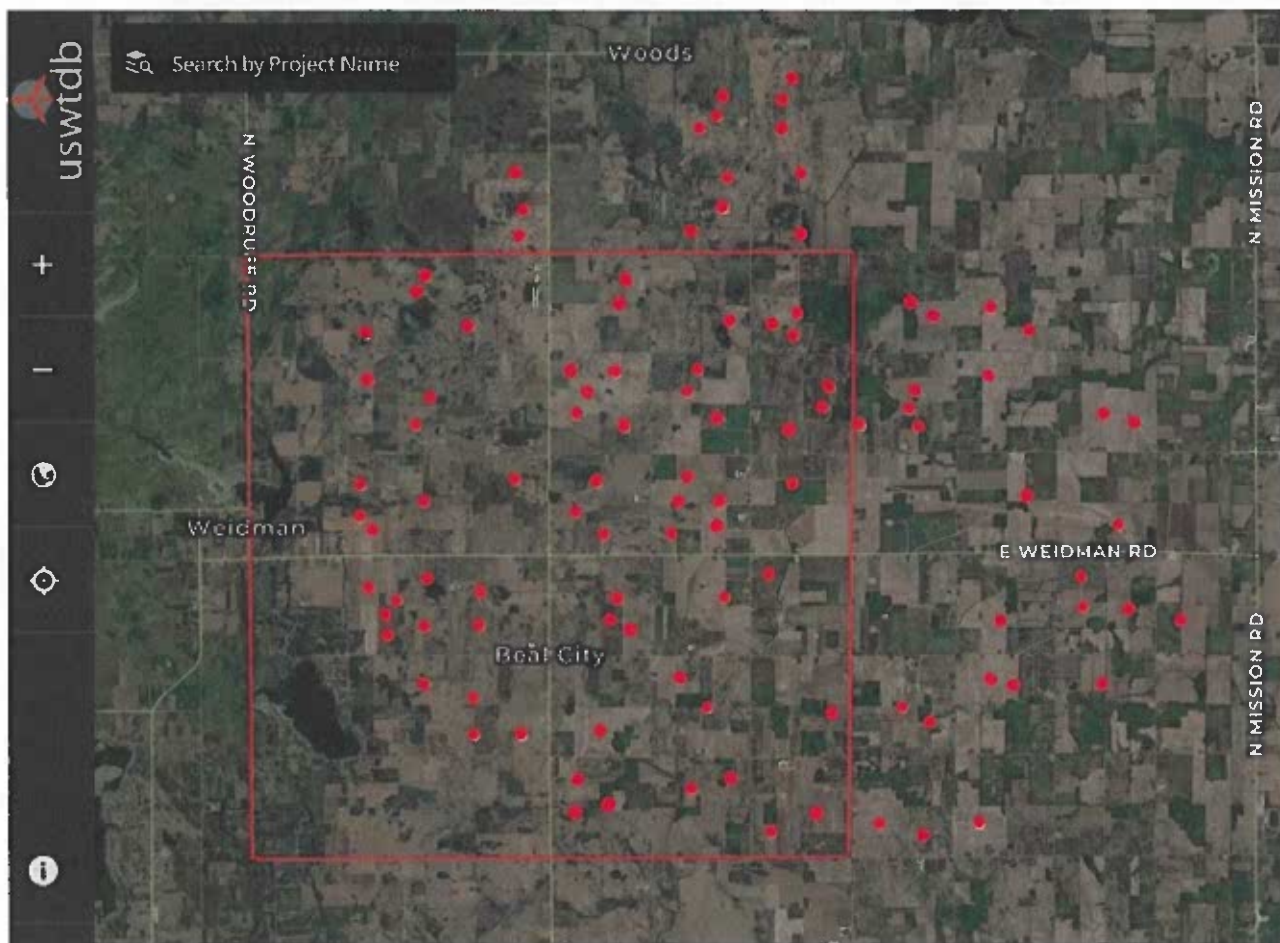 uswtdb
Search by Project Name
Woods
N WOODRUFF RD
N MISSION RD
Weidman
E WEIDMAN RD
Beal City
N MISSION RD